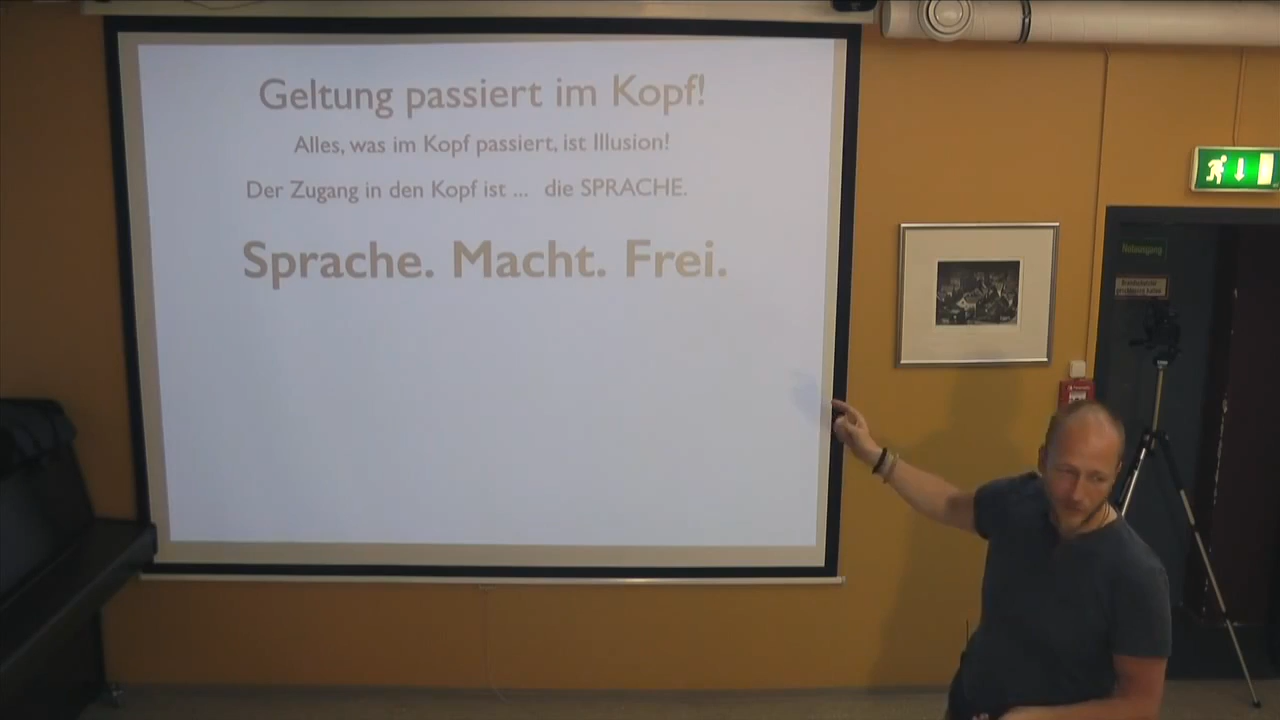 Geltung passiert im Kopf!
Alles, was im Kopf passiert, ist Illusion!
Der Zugang in den Kopf ist ... die SPRACHE.
Sprache. Macht. Frei.
Notausgang